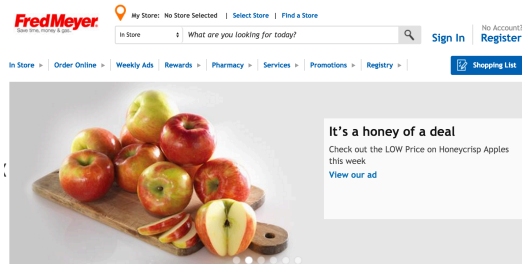 Fred Meyer.
Save time, money & gas.
My Store: No Store Selected | Select Store | Find a Store
In Store What are you looking for today?
Sign In
No Account?
Register
In Store Order Online Weekly Ads Rewards Pharmacy Services Promotions Registry
Shopping List
It's a honey of a deal
Check out the LOW Price on Honeycrisp Apples
this week
View our ad